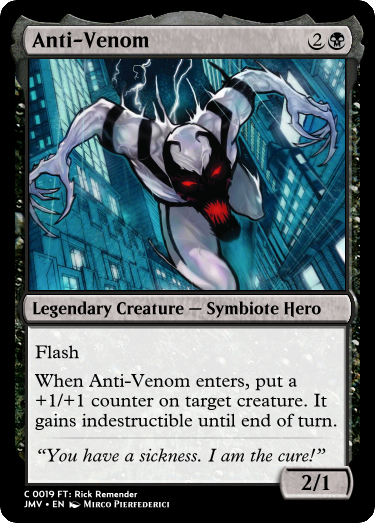 Anti-Venom 2
Legendary Creature — Symbiote Hero
Flash
When Anti-Venom enters, put a
+1/+1 counter on target creature. It
gains indestructible until end of turn.
“You have a sickness. I am the cure!”
2/1
C 0019 FT: Rick Remender
JMV • EN Mirco Pierfederici